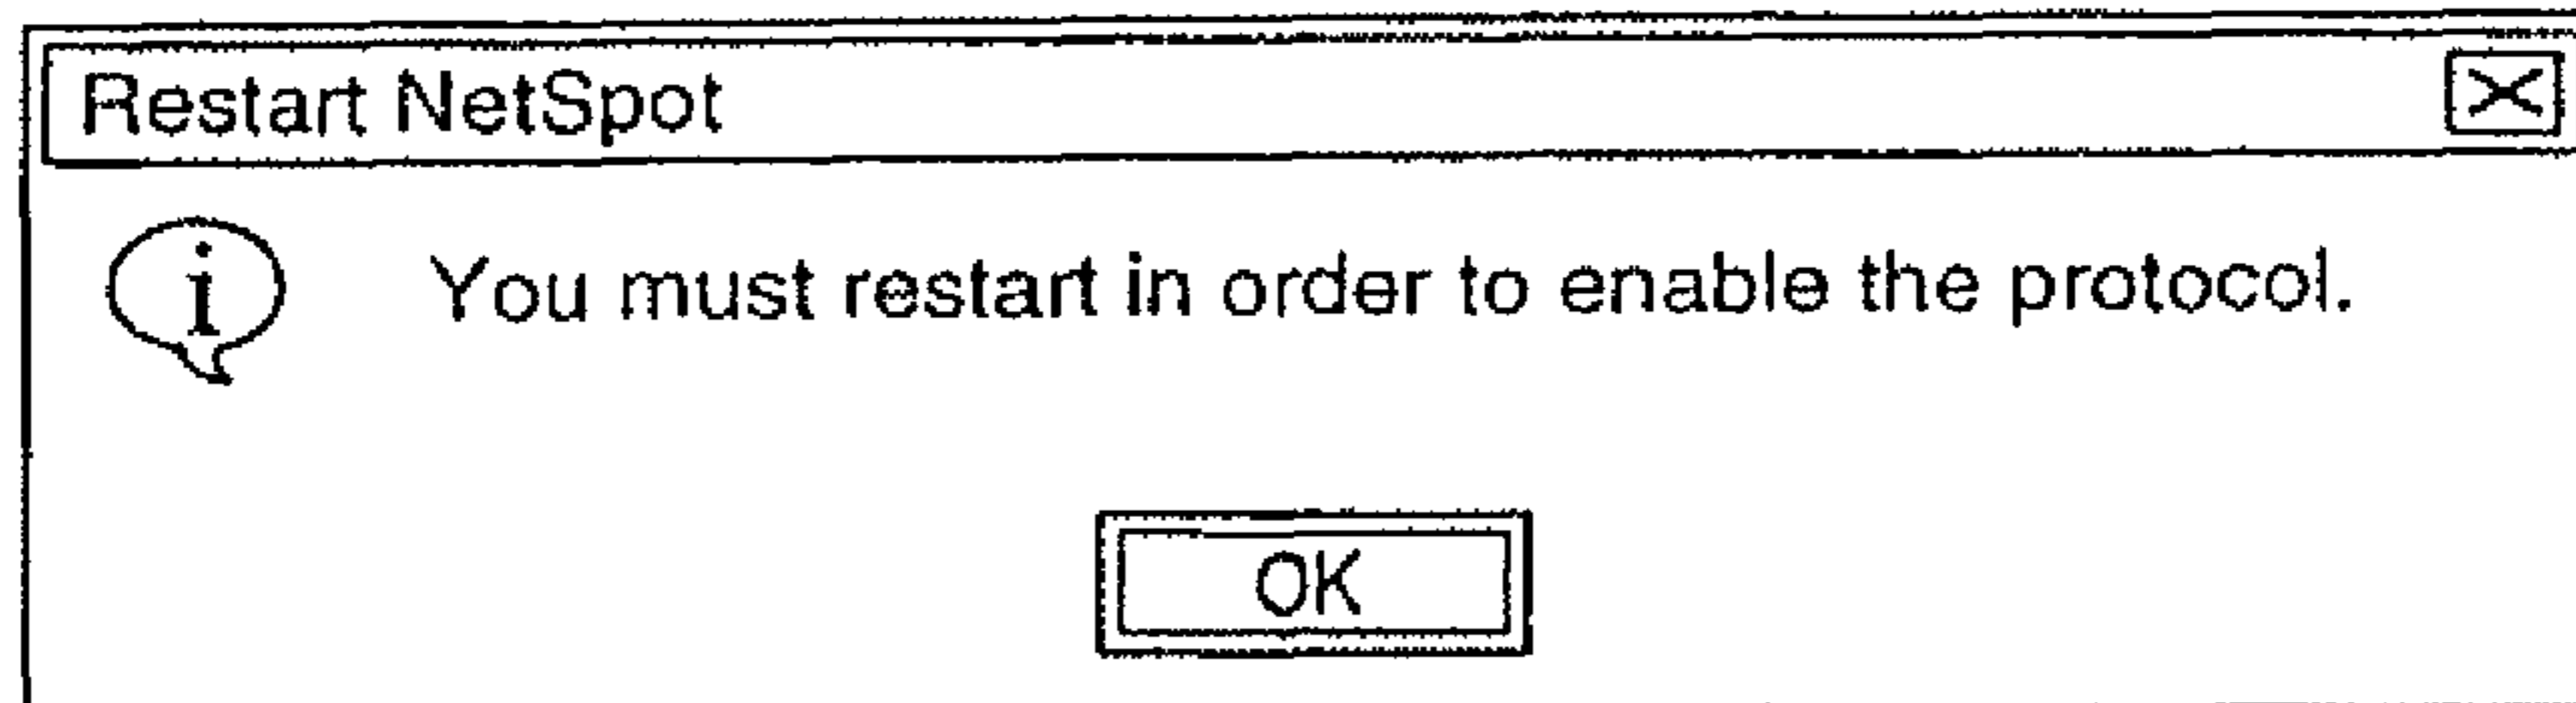 Restart NetSpot
i
You must restart in order to enable the protocol.
OK